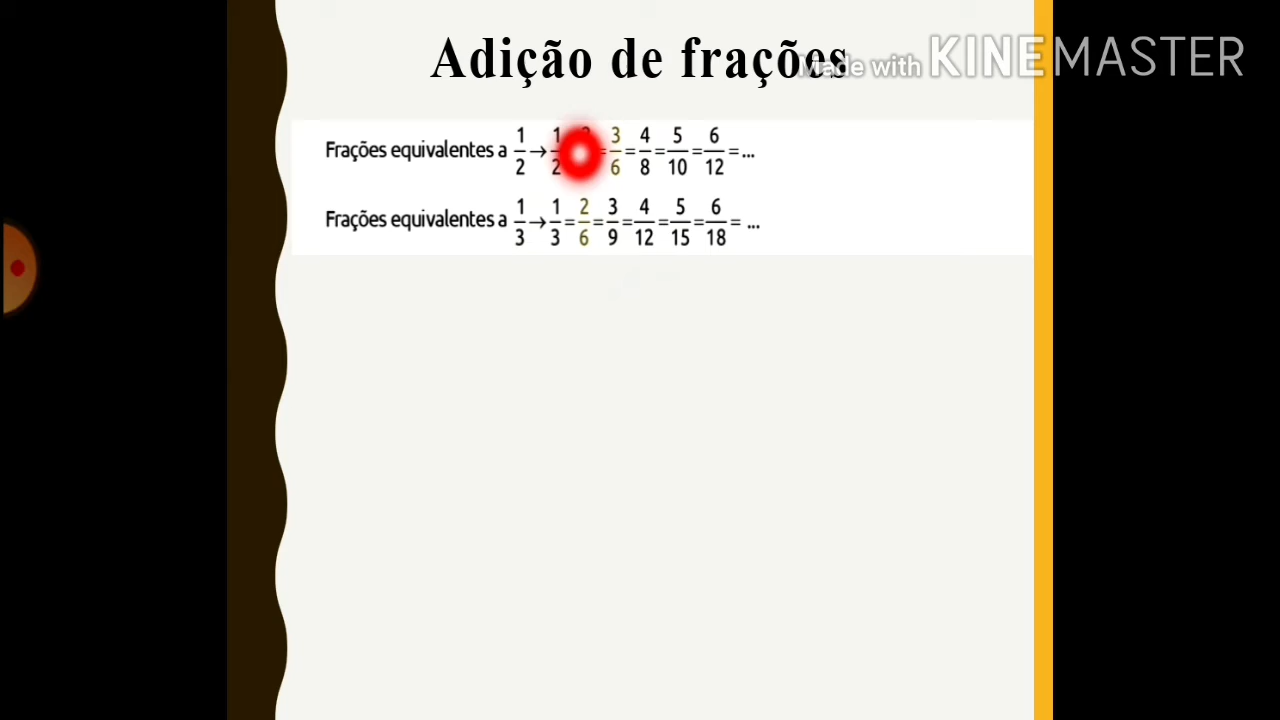 Adição de frações
Made with KINEMASTER
Frações equivalentes a 1/2 → 1/2 = 3/6 = 4/8 = 5/10 = 6/12 = ...
Frações equivalentes a 1/3 → 1/3 = 2/6 = 3/9 = 4/12 = 5/15 = 6/18 = ...